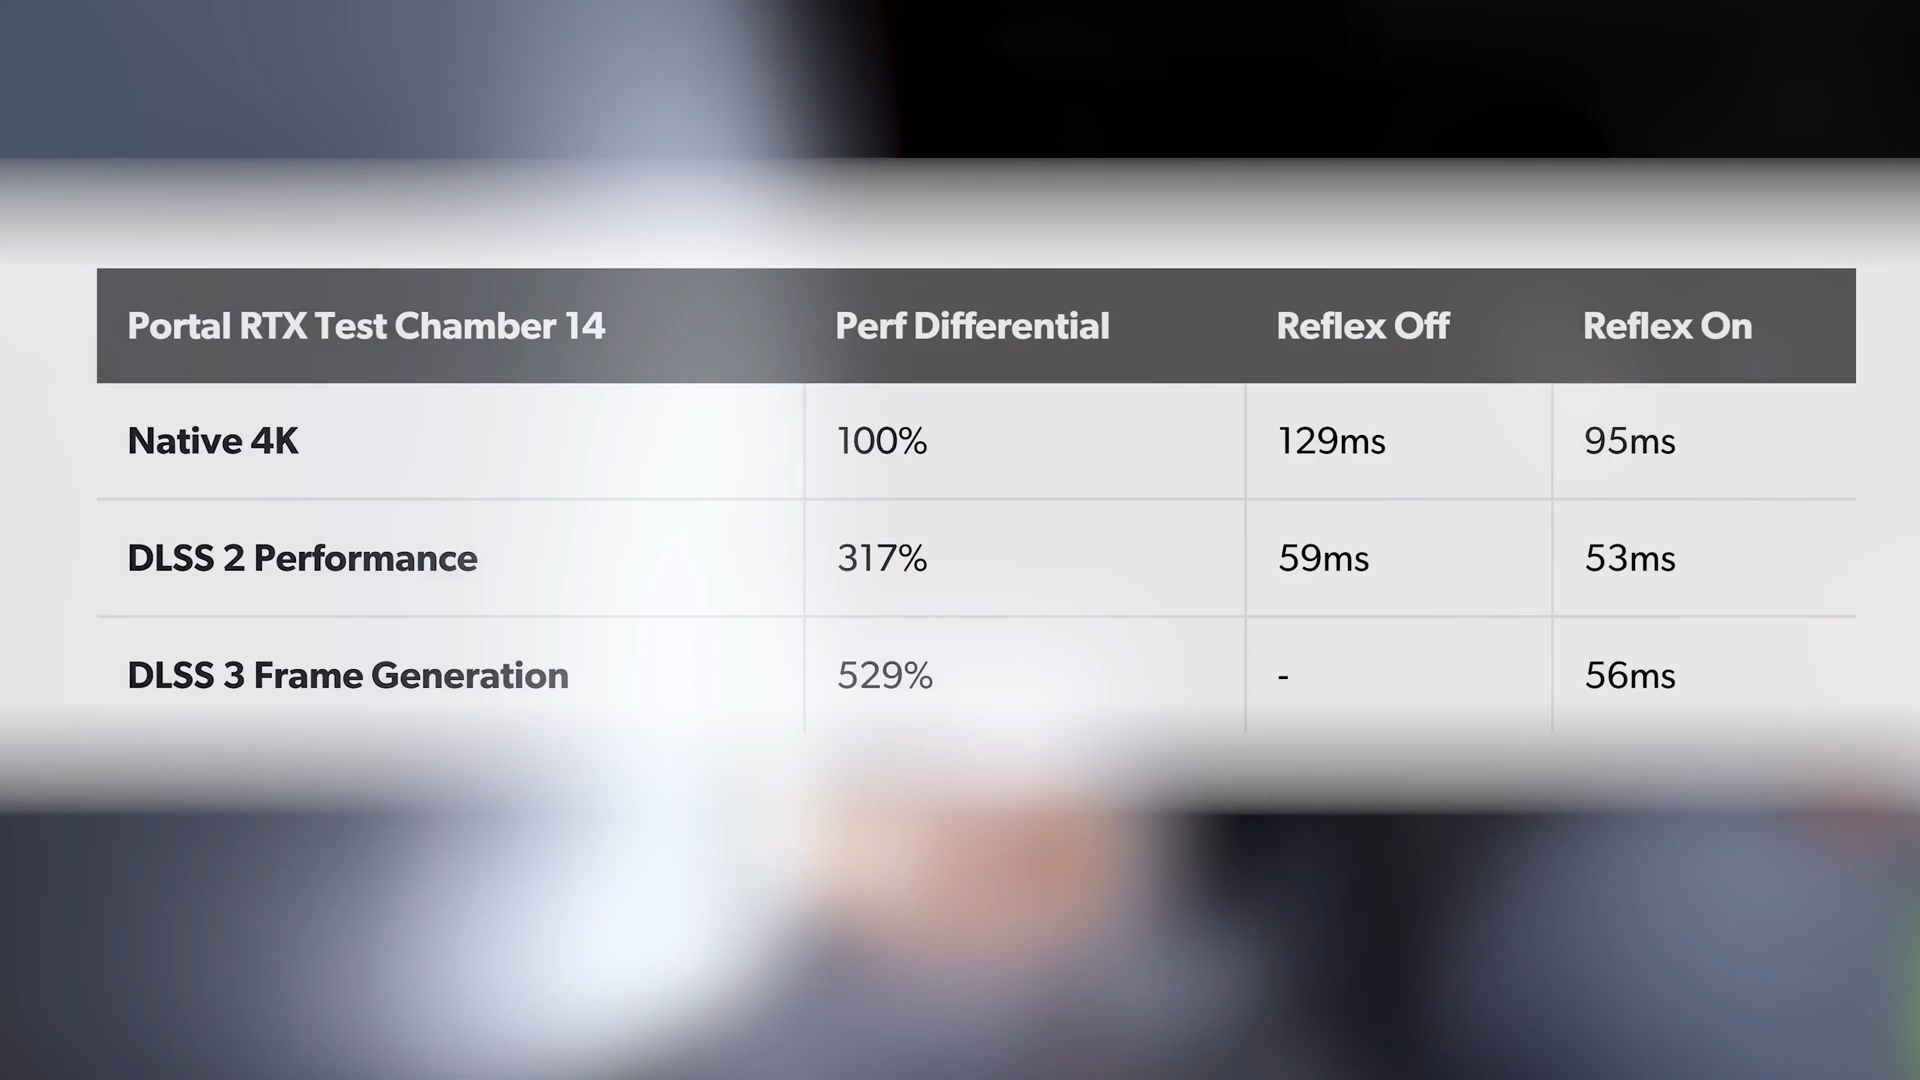 Portal RTX Test Chamber 14 Perf Differential Reflex Off Reflex On
Native 4K 100% 129ms 95ms
DLSS 2 Performance 317% 59ms 53ms
DLSS 3 Frame Generation 529% - 56ms